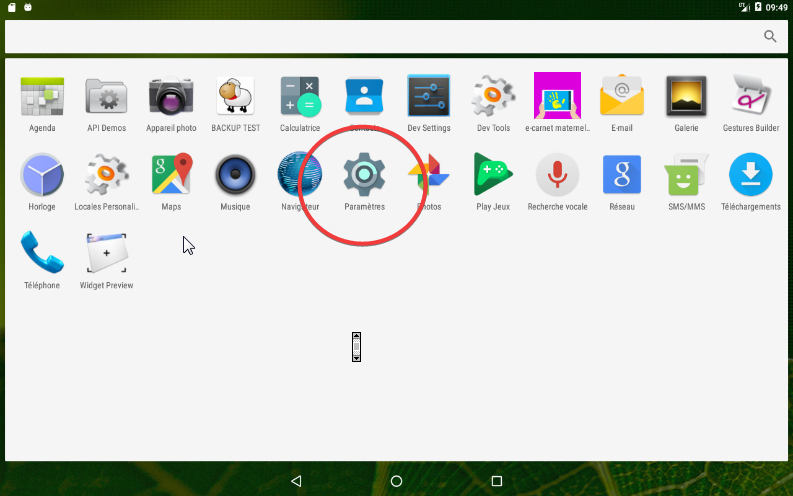 LTE 09:49
Agenda
API Demos
Appareil photo
BACKUP TEST
Calculatrice
Contacts
Dev Settings
Dev Tools
e-carnet maternel..
E-mail
Galerie
Gestures Builder
Horloge
Locales Personali..
Maps
Musique
Navigateur
Paramètres
Photos
Play Jeux
Recherche vocale
Réseau
SMS/MMS
Téléchargements
Téléphone
Widget Preview